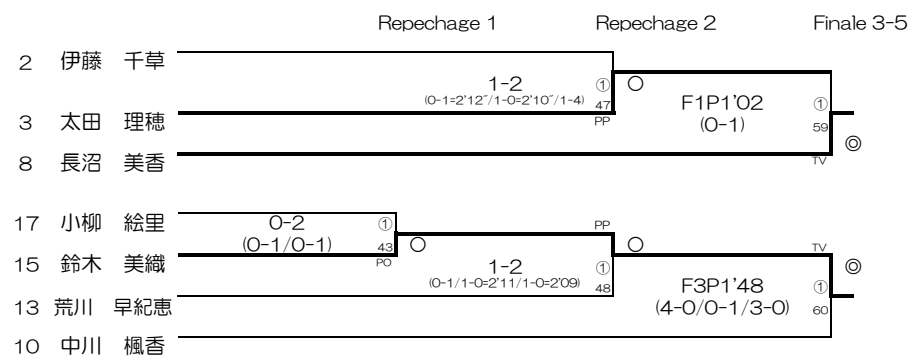 Repechage 1 Repechage 2 Finale 3-5
2 伊藤 千草
1-2 ① ○
(0-1=2'12"/1-0=2'10"/1-4) 47 F1P1'02 ①
3 太田 理穂 PP (0-1) 59
◎
8 長沼 美香 TV
17 小柳 絵里 0-2 ① PP
(0-1/0-1) 43 ○ ○ TV
15 鈴木 美織 PO 1-2 ① ◎
(0-1/1-0=2'11/1-0=2'09) 48 F3P1'48 ①
13 荒川 早紀恵 (4-0/0-1/3-0) 60
10 中川 楓香